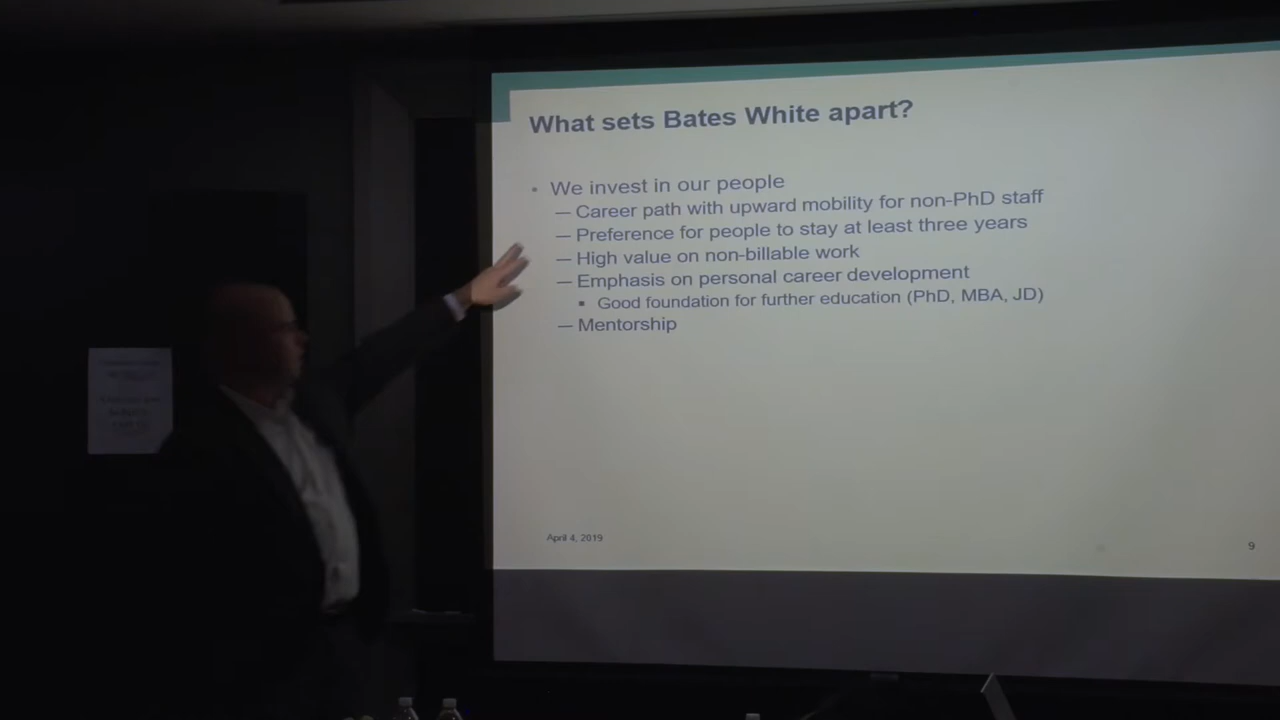 What sets Bates White apart?
• We invest in our people
— Career path with upward mobility for non-PhD staff
— Preference for people to stay at least three years
— High value on non-billable work
— Emphasis on personal career development
▪ Good foundation for further education (PhD, MBA, JD)
— Mentorship
April 4, 2019
9